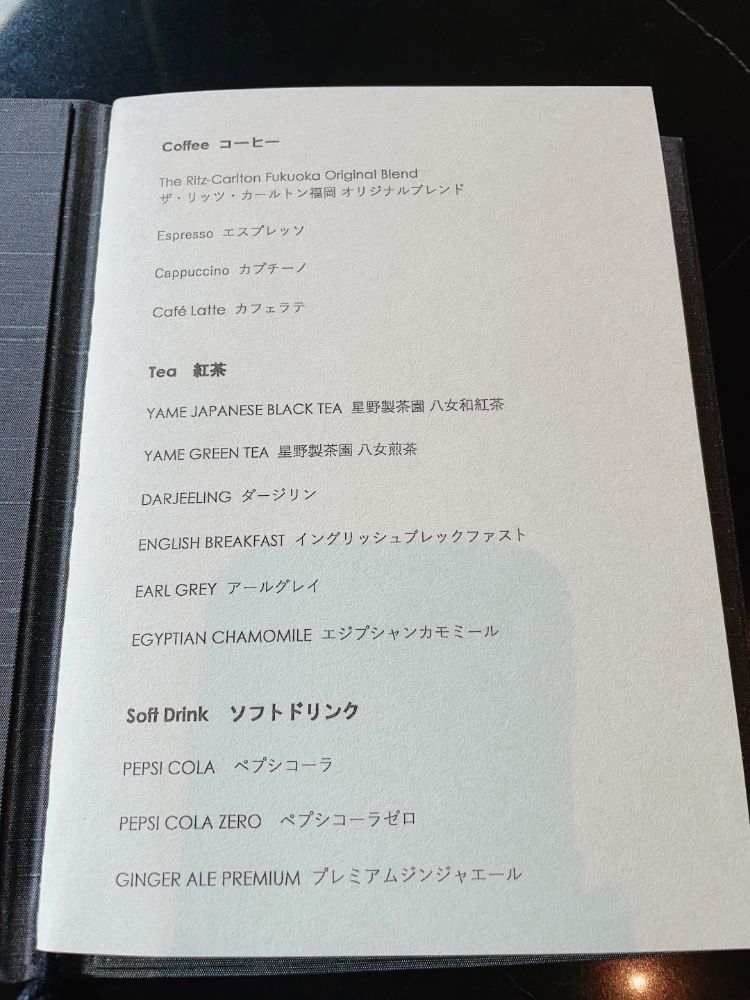 Coffee コーヒー
The Ritz-Carlton Fukuoka Original Blend
ザ・リッツ・カールトン福岡 オリジナルブレンド
Espresso エスプレッソ
Cappuccino カプチーノ
Café Latte カフェラテ
Tea 紅茶
YAME JAPANESE BLACK TEA 星野製茶園 八女和紅茶
YAME GREEN TEA 星野製茶園 八女煎茶
DARJEELING ダージリン
ENGLISH BREAKFAST イングリッシュブレックファスト
EARL GREY アールグレイ
EGYPTIAN CHAMOMILE エジプシャンカモミール
Soft Drink ソフトドリンク
PEPSI COLA ペプシコーラ
PEPSI COLA ZERO ペプシコーラゼロ
GINGER ALE PREMIUM プレミアムジンジャエール